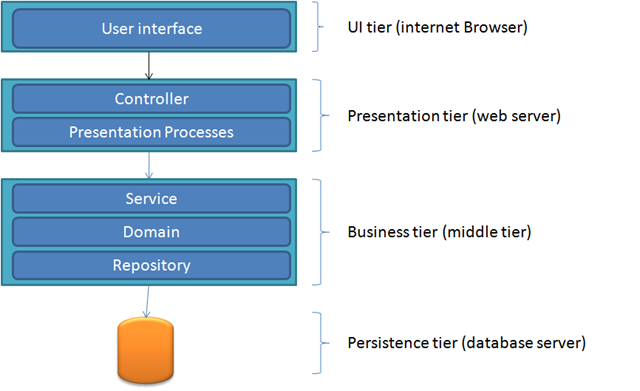 User interface
UI tier (internet Browser)
Controller
Presentation Processes
Presentation tier (web server)
Service
Domain
Repository
Business tier (middle tier)
Persistence tier (database server)